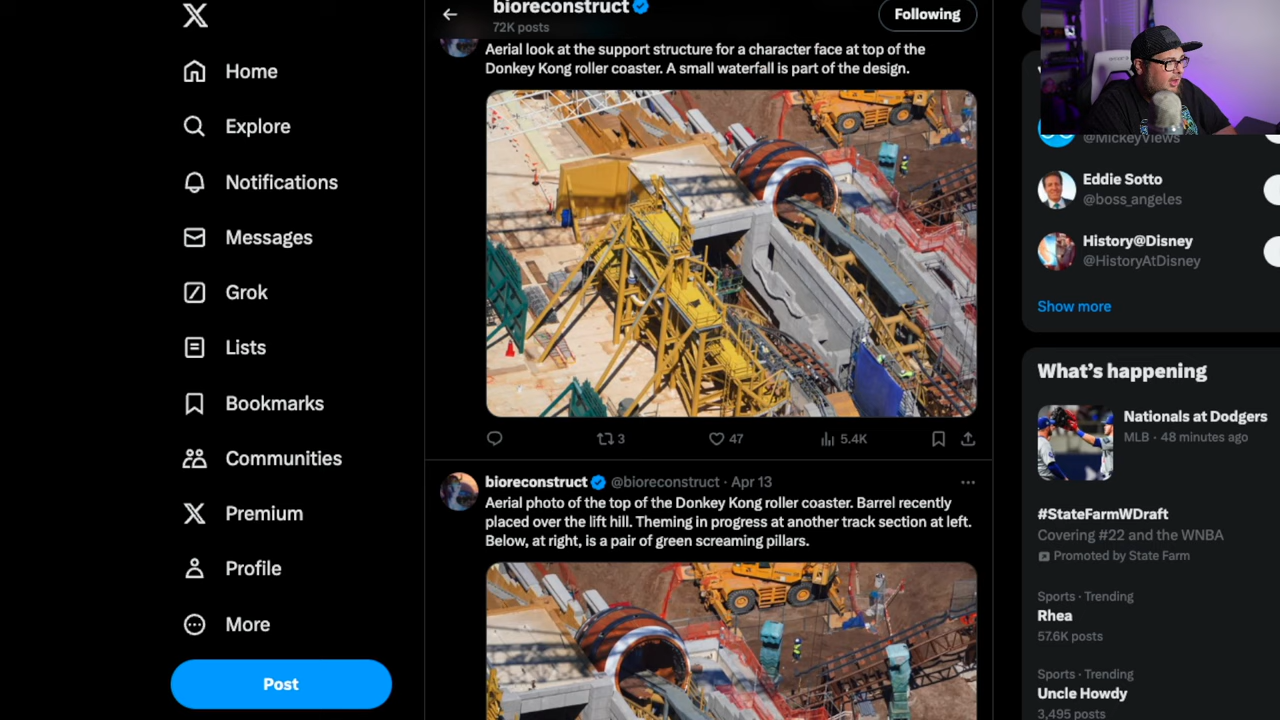 Home
Explore
Notifications
Messages
Grok
Lists
Bookmarks
Communities
Premium
Profile
More
Post
bioreconstruct
72K posts
Following
Aerial look at the support structure for a character face at top of the
Donkey Kong roller coaster. A small waterfall is part of the design.
3
47
5.4K
bioreconstruct @bioreconstruct · Apr 13
Aerial photo of the top of the Donkey Kong roller coaster. Barrel recently
placed over the lift hill. Theming in progress at another track section at left.
Below, at right, is a pair of green screaming pillars.
@MickeyViews
Eddie Sotto
@boss_angeles
History@Disney
@HistoryAtDisney
Show more
What's happening
Nationals at Dodgers
MLB · 48 minutes ago
#StateFarmWDraft
Covering #22 and the WNBA
Promoted by State Farm
Sports · Trending
Rhea
57.6K posts
Sports · Trending
Uncle Howdy
3,495 posts